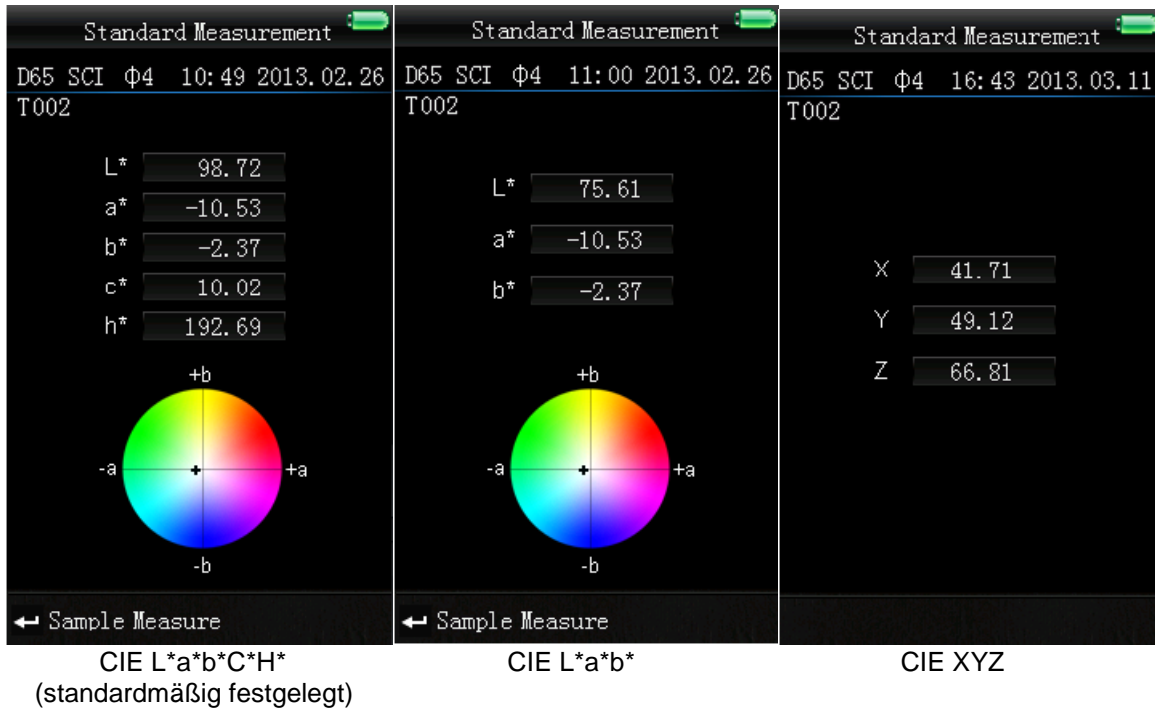 Standard Measurement
D65 SCI Φ4 10:49 2013.02.26
T002
L* 98.72
a* -10.53
b* -2.37
c* 10.02
h* 192.69
+b
-a +a
-b
Sample Measure
CIE L*a*b*C*H*
(standardmäßig festgelegt)
Standard Measurement
D65 SCI Φ4 11:00 2013.02.26
T002
L* 75.61
a* -10.53
b* -2.37
+b
-a +a
-b
Sample Measure
CIE L*a*b*
Standard Measurement
D65 SCI Φ4 16:43 2013.03.11
T002
X 41.71
Y 49.12
Z 66.81
CIE XYZ